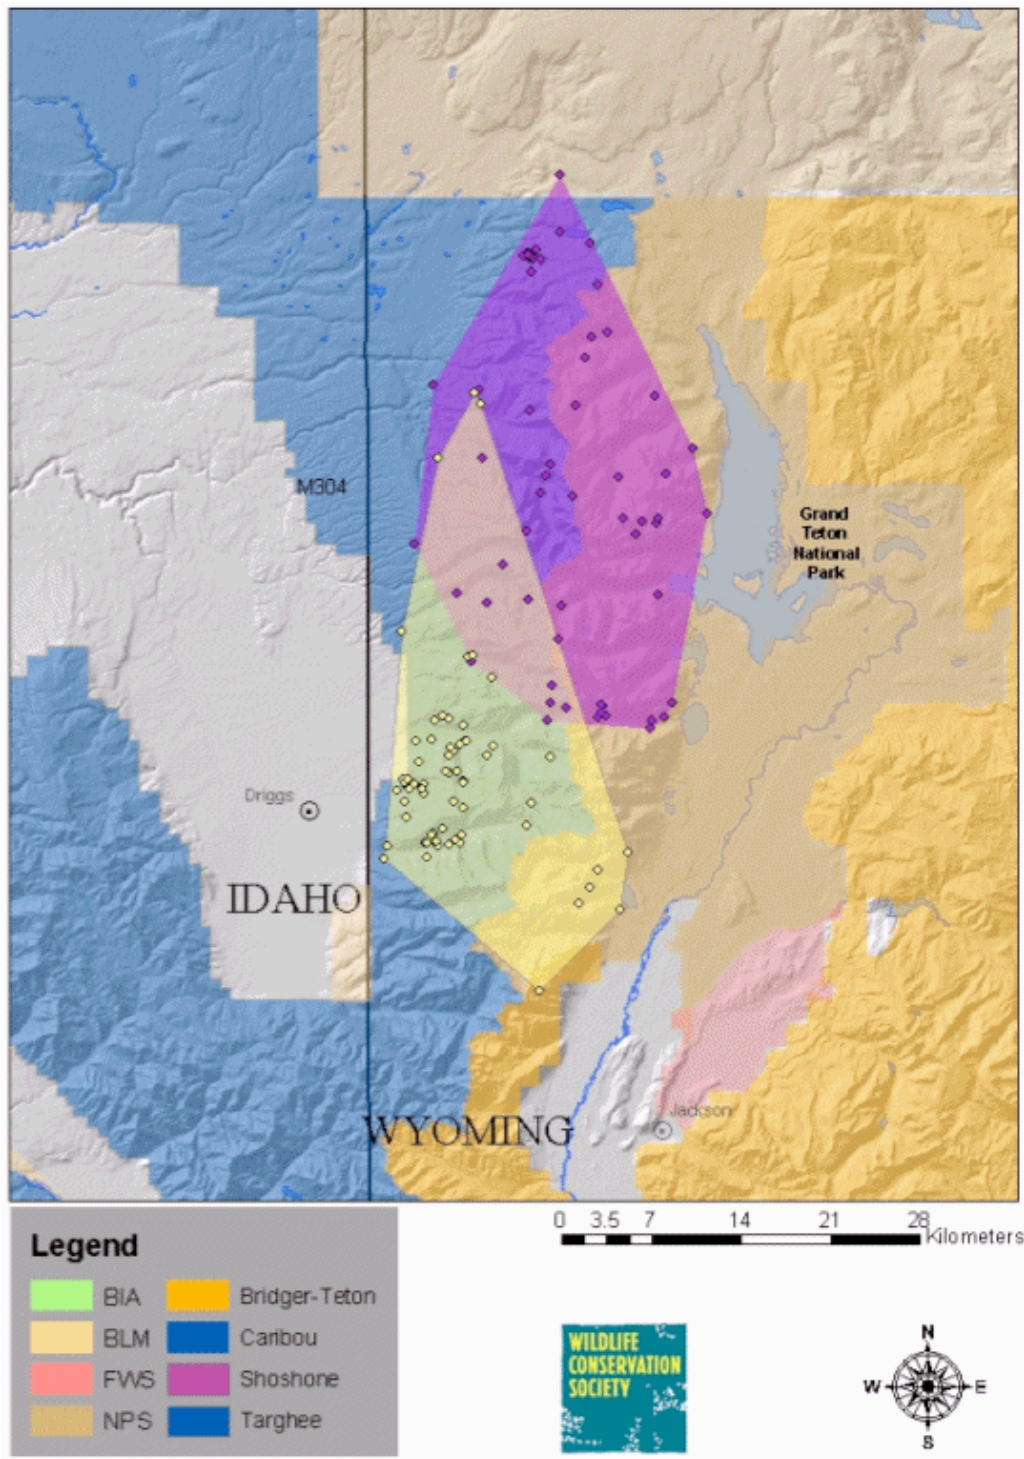 M304
Grand
Teton
National
Park
Driggs
IDAHO
WYOMING
Jackson
0 3.5 7 14 21 28
Kilometers
Legend
BIA
BLM
FWS
NPS
Bridger-Teton
Caribou
Shoshone
Targhee
WILDLIFE
CONSERVATION
SOCIETY
N
W E
S